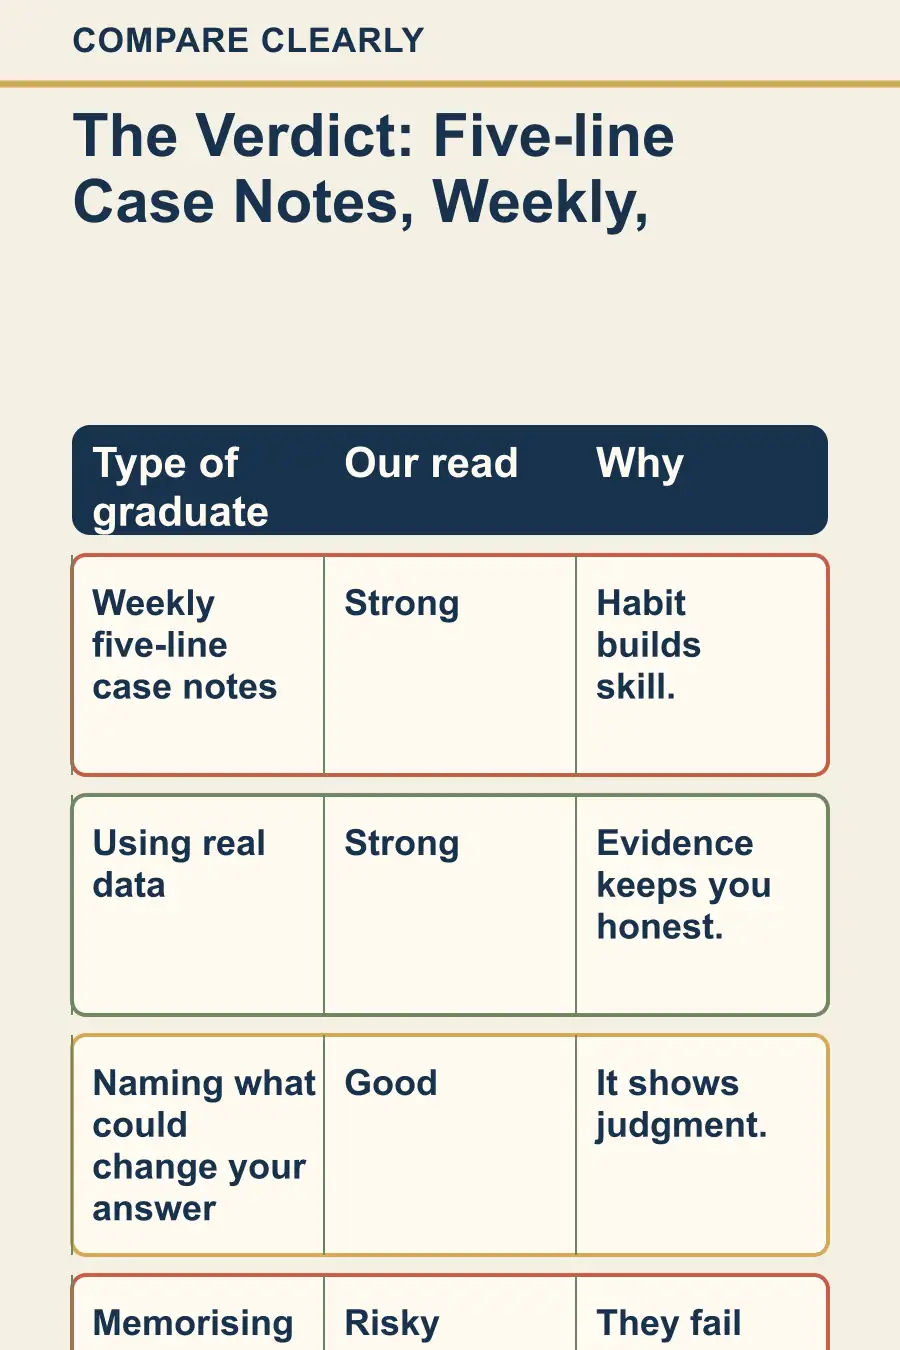 COMPARE CLEARLY
The Verdict: Five-line
Case Notes, Weekly,
Type of
graduate
Our read
Why
Weekly
five-line
case notes
Strong
Habit
builds
skill.
Using real
data
Strong
Evidence
keeps you
honest.
Naming what
could
change your
answer
Good
It shows
judgment.
Memorising
Risky
They fail